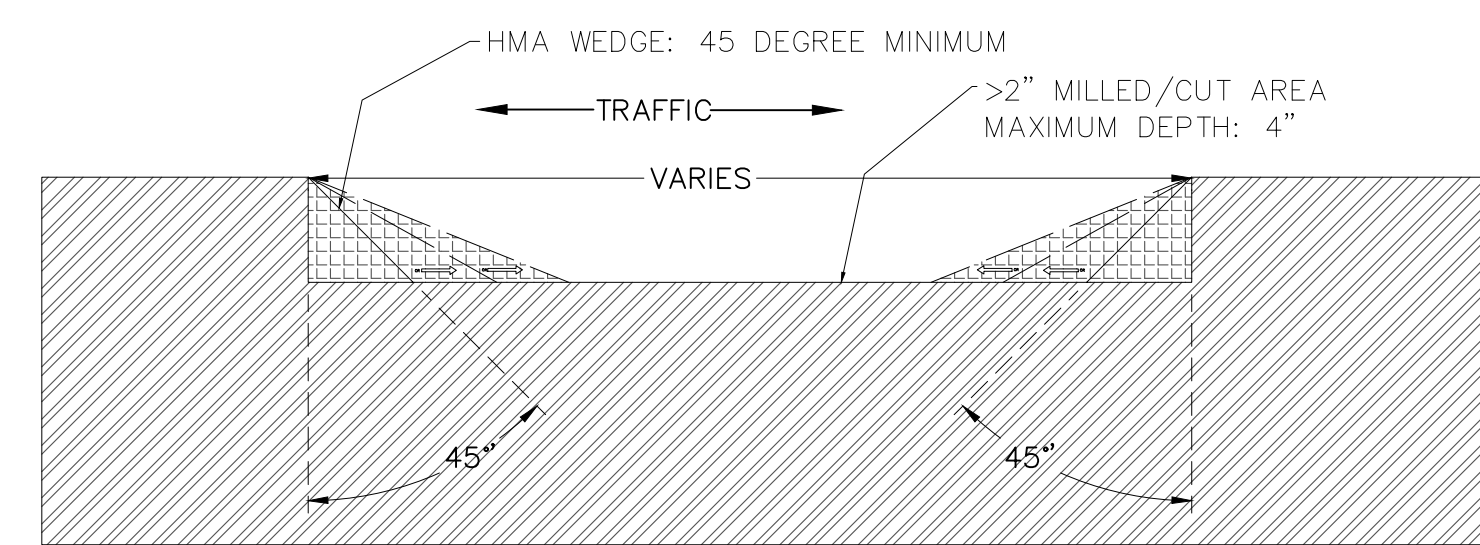 HMA WEDGE: 45 DEGREE MINIMUM
TRAFFIC
>2” MILLED/CUT AREA
MAXIMUM DEPTH: 4”
VARIES
45°
45°